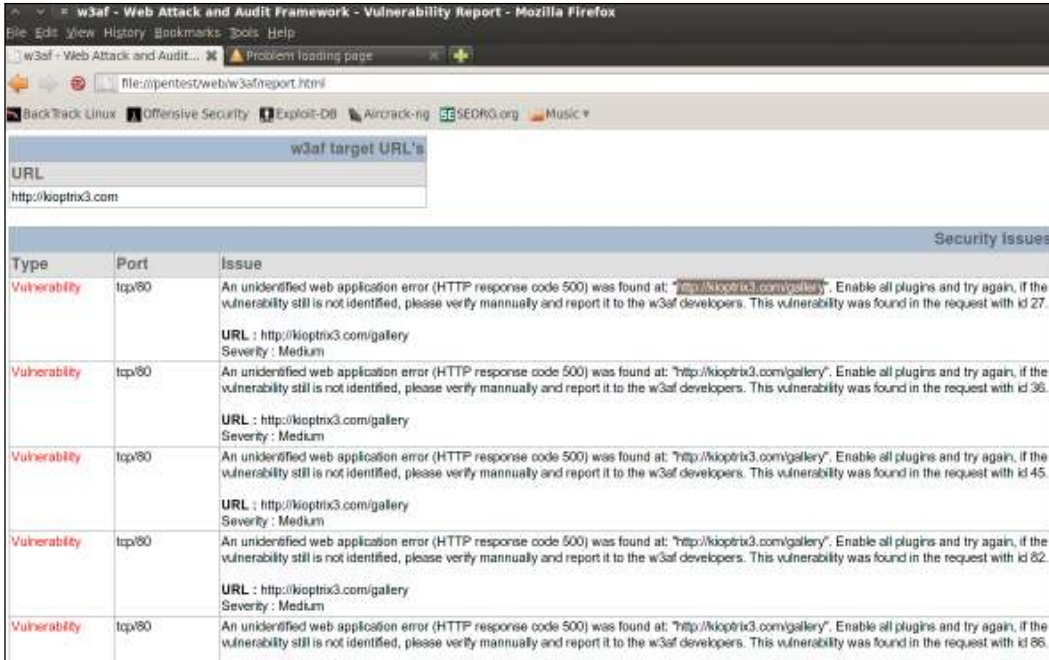 w3af - Web Attack and Audit Framework - Vulnerability Report - Mozilla Firefox
File Edit View History Bookmarks Tools Help
w3af - Web Attack and Audit... Problem loading page
file:///pentest/web/w3af/report.html
BackTrack Linux Offensive Security Exploit-DB Aircrack-ng SE SEORG.org Music
w3af target URL's
URL
http://kioptrix3.com
Security Issues
Type Port Issue
Vulnerability tcp/80 An unidentified web application error (HTTP response code 500) was found at: "http://kioptrix3.com/gallery". Enable all plugins and try again, if the
vulnerability still is not identified, please verify mannually and report it to the w3af developers. This vulnerability was found in the request with id 27.
URL : http://kioptrix3.com/gallery
Severity : Medium
Vulnerability tcp/80 An unidentified web application error (HTTP response code 500) was found at: "http://kioptrix3.com/gallery". Enable all plugins and try again, if the
vulnerability still is not identified, please verify mannually and report it to the w3af developers. This vulnerability was found in the request with id 36.
URL : http://kioptrix3.com/gallery
Severity : Medium
Vulnerability tcp/80 An unidentified web application error (HTTP response code 500) was found at: "http://kioptrix3.com/gallery". Enable all plugins and try again, if the
vulnerability still is not identified, please verify mannually and report it to the w3af developers. This vulnerability was found in the request with id 45.
URL : http://kioptrix3.com/gallery
Severity : Medium
Vulnerability tcp/80 An unidentified web application error (HTTP response code 500) was found at: "http://kioptrix3.com/gallery". Enable all plugins and try again, if the
vulnerability still is not identified, please verify mannually and report it to the w3af developers. This vulnerability was found in the request with id 82.
URL : http://kioptrix3.com/gallery
Severity : Medium
Vulnerability tcp/80 An unidentified web application error (HTTP response code 500) was found at: "http://kioptrix3.com/gallery". Enable all plugins and try again, if the
vulnerability still is not identified, please verify mannually and report it to the w3af developers. This vulnerability was found in the request with id 86.